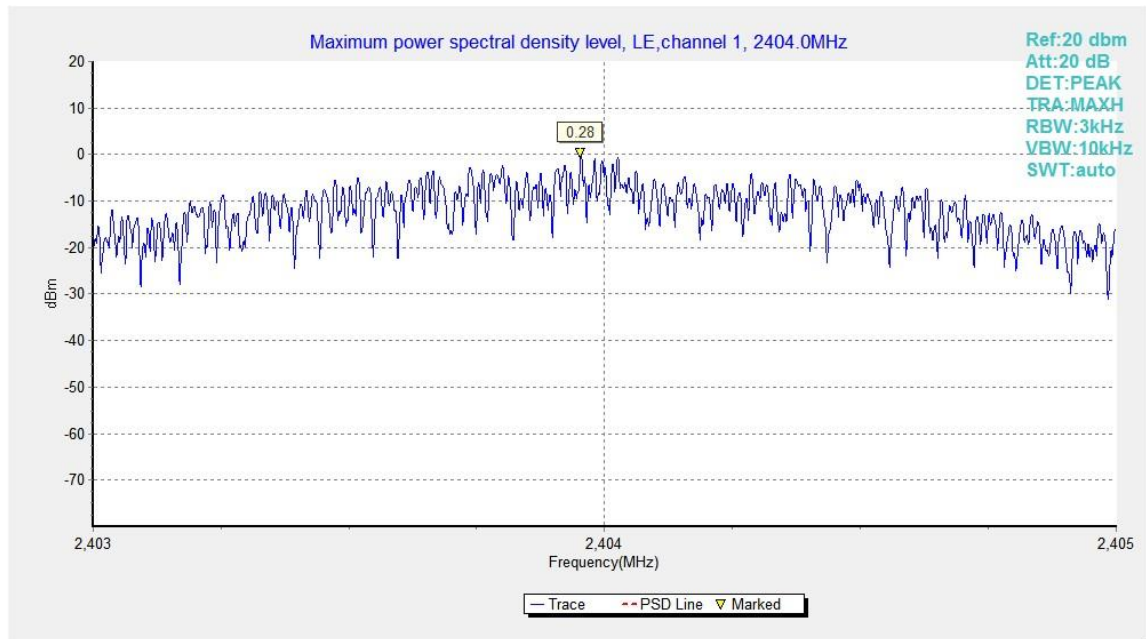 Maximum power spectral density level, LE,channel 1, 2404.0MHz
Ref:20 dbm
Att:20 dB
DET:PEAK
TRA:MAXH
RBW:3kHz
VBW:10kHz
SWT:auto
20
10
0
-10
-20
-30
-40
-50
-60
-70
dBm
0.28
2,403
2,404
2,405
Frequency(MHz)
Trace
PSD Line
Marked